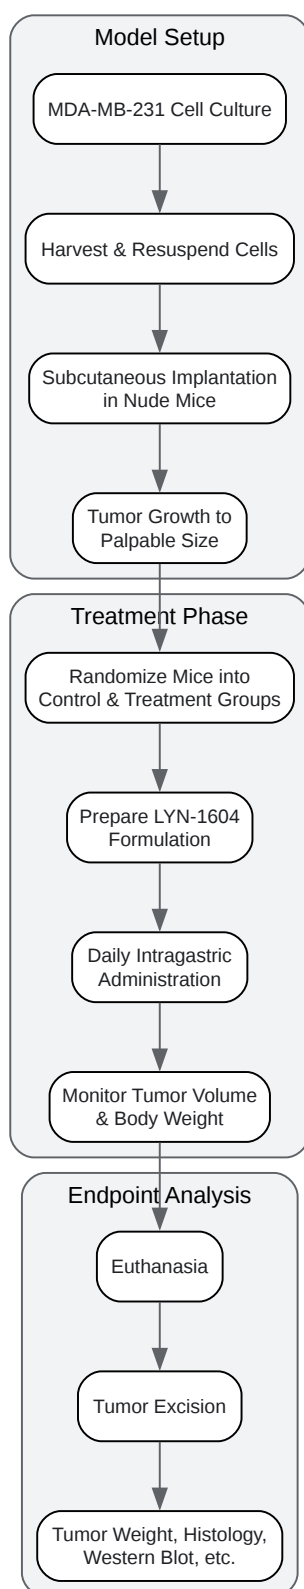 Model Setup
MDA-MB-231 Cell Culture
Harvest & Resuspend Cells
Subcutaneous Implantation
in Nude Mice
Tumor Growth to
Palpable Size
Treatment Phase
Randomize Mice into
Control & Treatment Groups
Prepare LYN-1604
Formulation
Daily Intragastric
Administration
Monitor Tumor Volume
& Body Weight
Endpoint Analysis
Euthanasia
Tumor Excision
Tumor Weight, Histology,
Western Blot, etc.